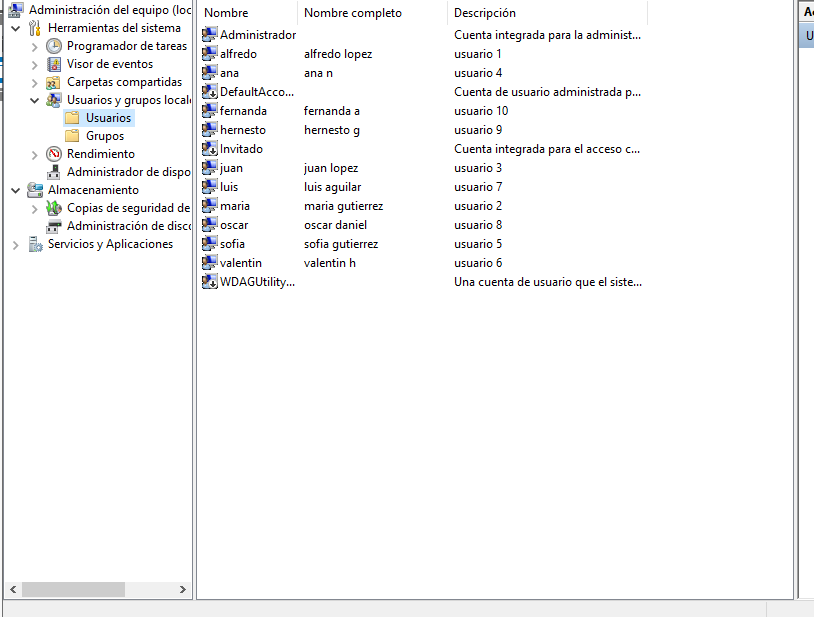 Administración del equipo (loc
Herramientas del sistema
Programador de tareas
Visor de eventos
Carpetas compartidas
Usuarios y grupos locale
Usuarios
Grupos
Rendimiento
Administrador de dispo
Almacenamiento
Copias de seguridad de
Administración de disco
Servicios y Aplicaciones
Nombre Nombre completo Descripción
Administrador Cuenta integrada para la administ...
alfredo alfredo lopez usuario 1
ana ana n usuario 4
DefaultAcco... Cuenta de usuario administrada p...
fernanda fernanda a usuario 10
hernesto hernesto g usuario 9
Invitado Cuenta integrada para el acceso c...
juan juan lopez usuario 3
luis luis aguilar usuario 7
maria maria gutierrez usuario 2
oscar oscar daniel usuario 8
sofia sofia gutierrez usuario 5
valentin valentin h usuario 6
WDAGUtility... Una cuenta de usuario que el siste...
A
U